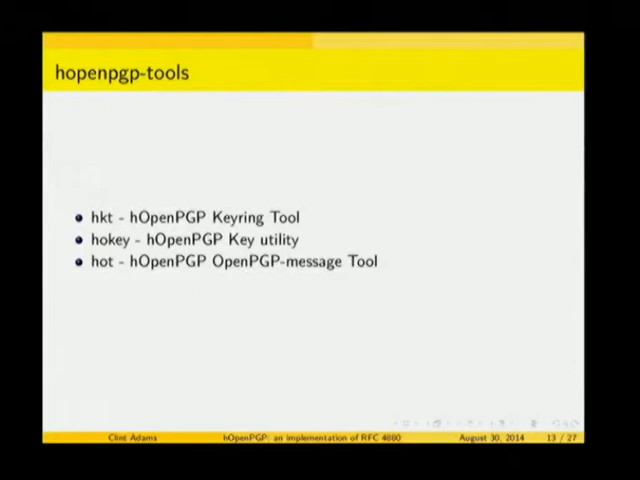 hopenpgp-tools
hkt - hOpenPGP Keyring Tool
hokey - hOpenPGP Key utility
hot - hOpenPGP OpenPGP-message Tool
Clint Adams hOpenPGP: an implementation of RFC 4880 August 30, 2014 13 / 27